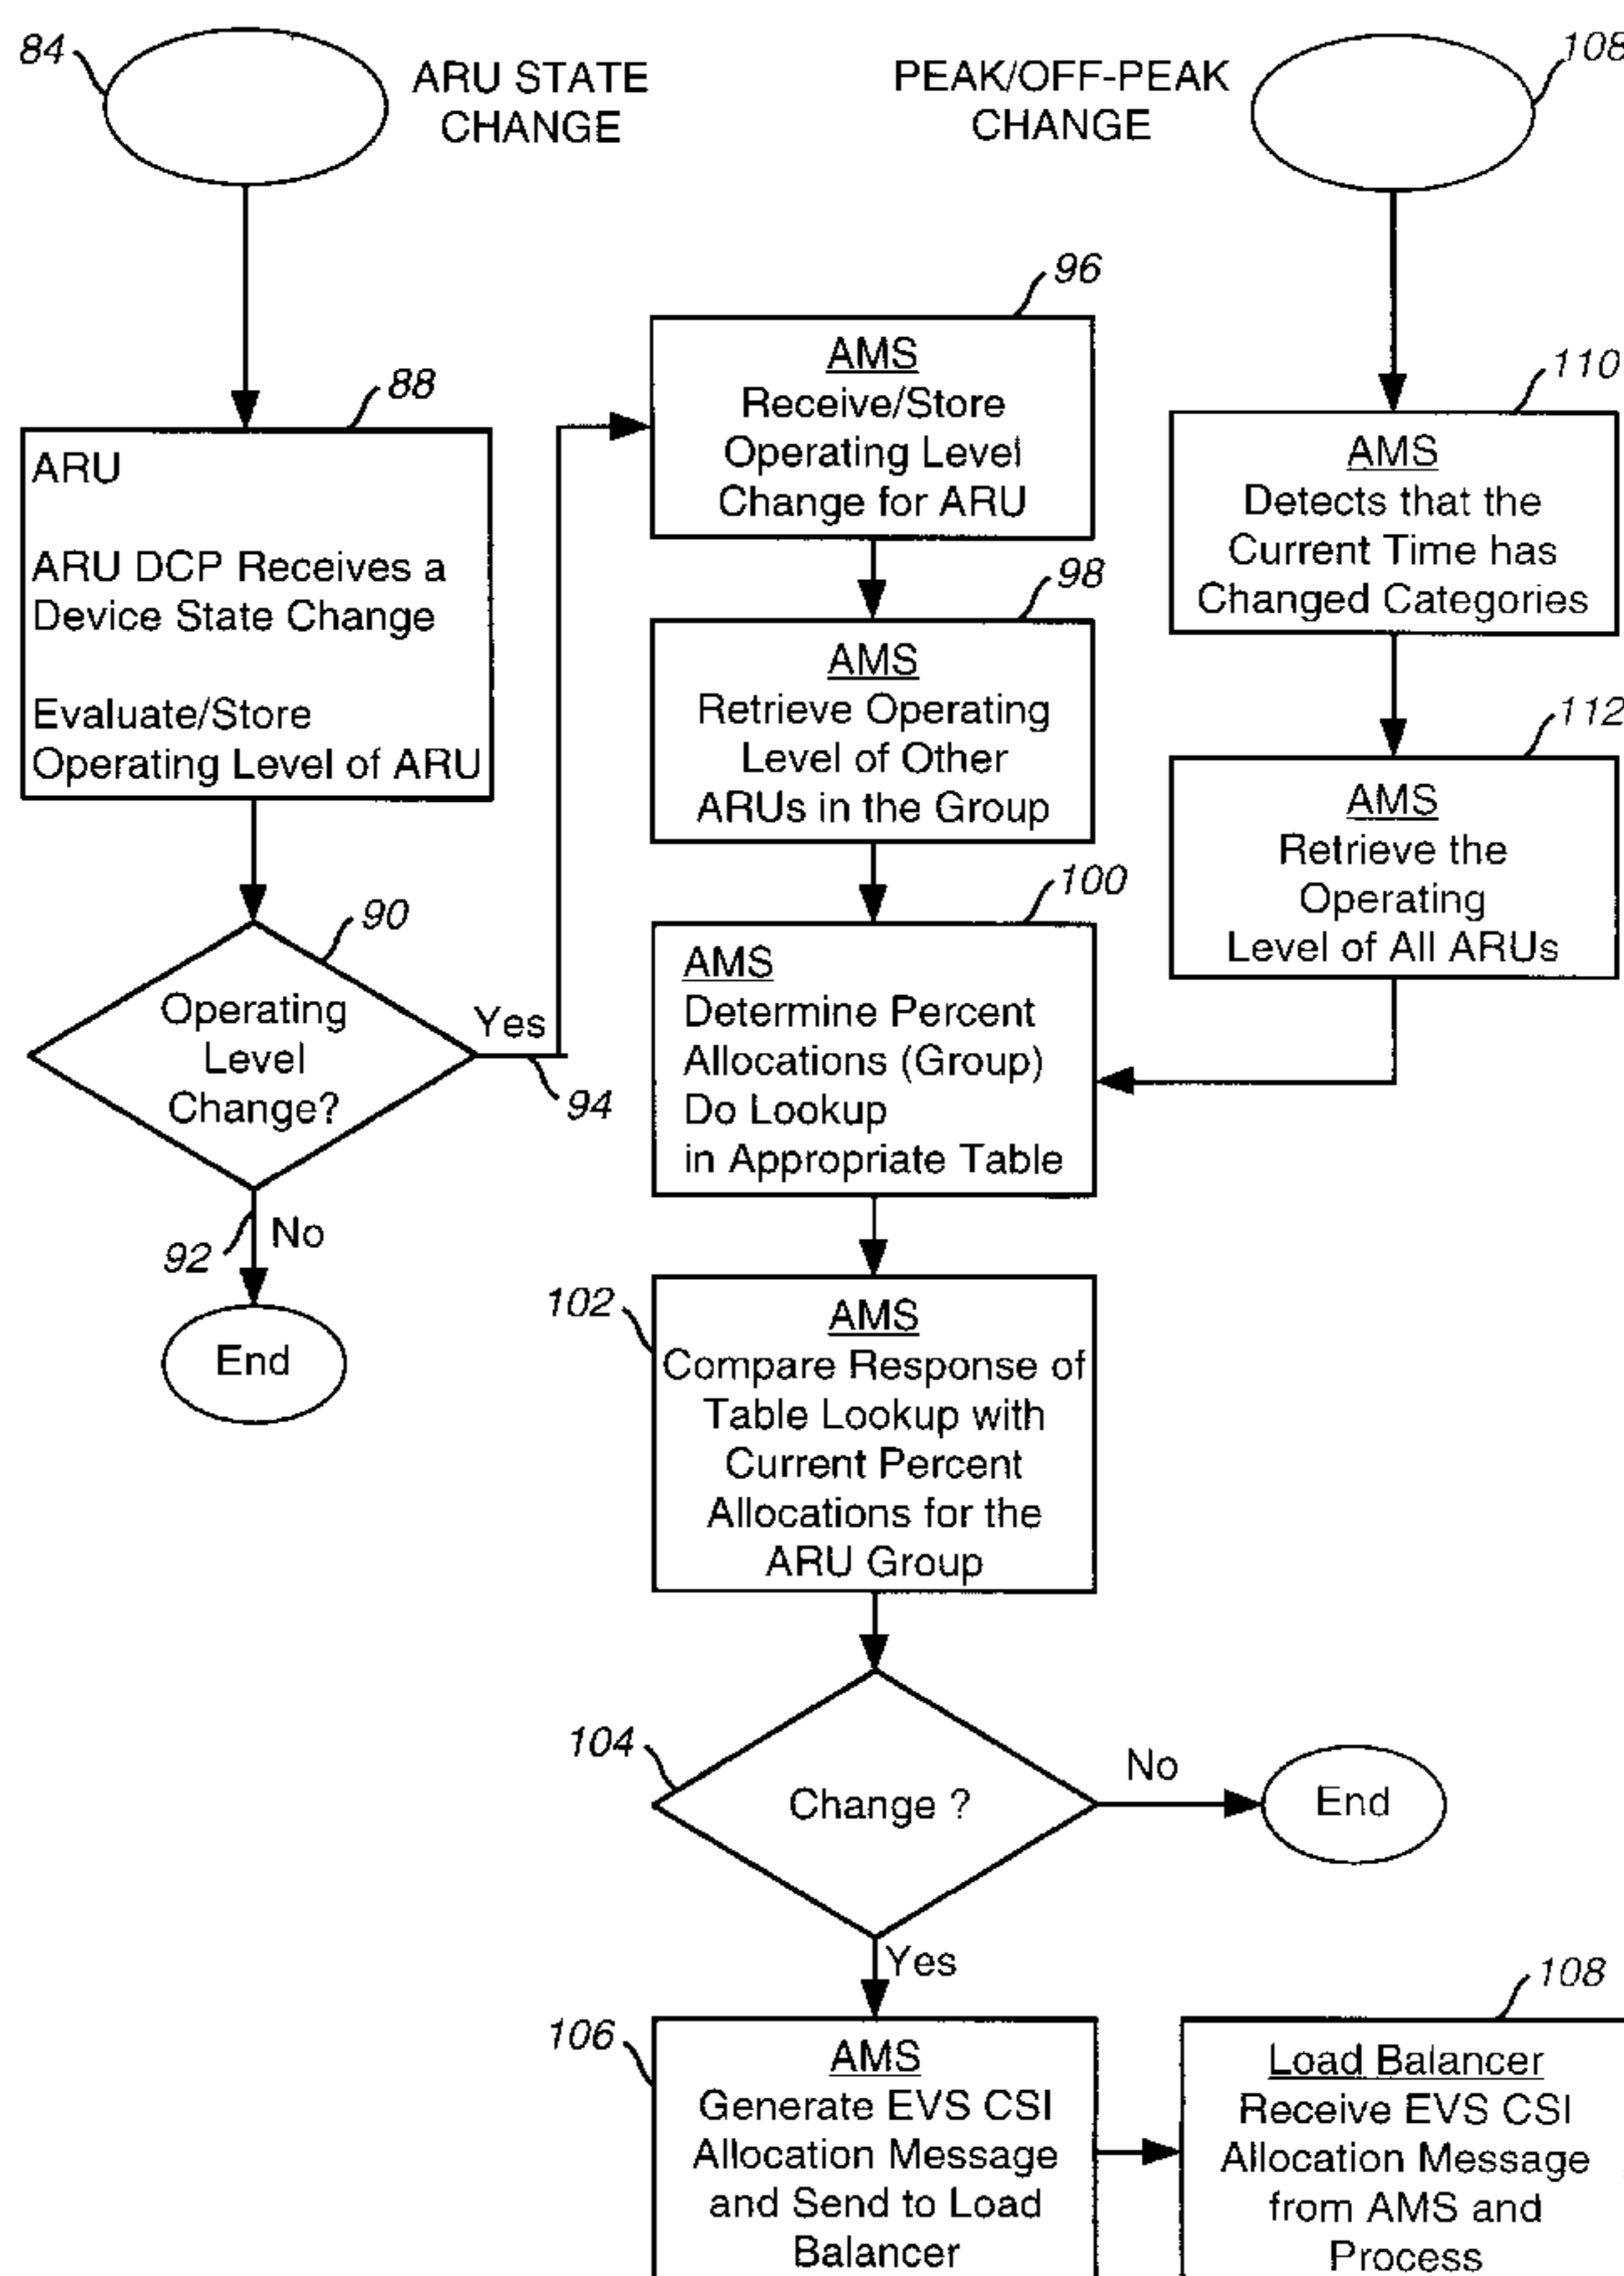 84
ARU STATE
CHANGE
PEAK/OFF-PEAK
CHANGE
108
88
ARU
ARU DCP Receives a
Device State Change
Evaluate/Store
Operating Level of ARU
90
Operating
Level
Change?
Yes
94
92
No
End
96
AMS
Receive/Store
Operating Level
Change for ARU
98
AMS
Retrieve Operating
Level of Other
ARUs in the Group
110
AMS
Detects that the
Current Time has
Changed Categories
112
AMS
Retrieve the
Operating
Level of All ARUs
100
AMS
Determine Percent
Allocations (Group)
Do Lookup
in Appropriate Table
102
AMS
Compare Response of
Table Lookup with
Current Percent
Allocations for the
ARU Group
104
Change ?
No
End
Yes
106
AMS
Generate EVS CSI
Allocation Message
and Send to Load
Balancer
108
Load Balancer
Receive EVS CSI
Allocation Message
from AMS and
Process